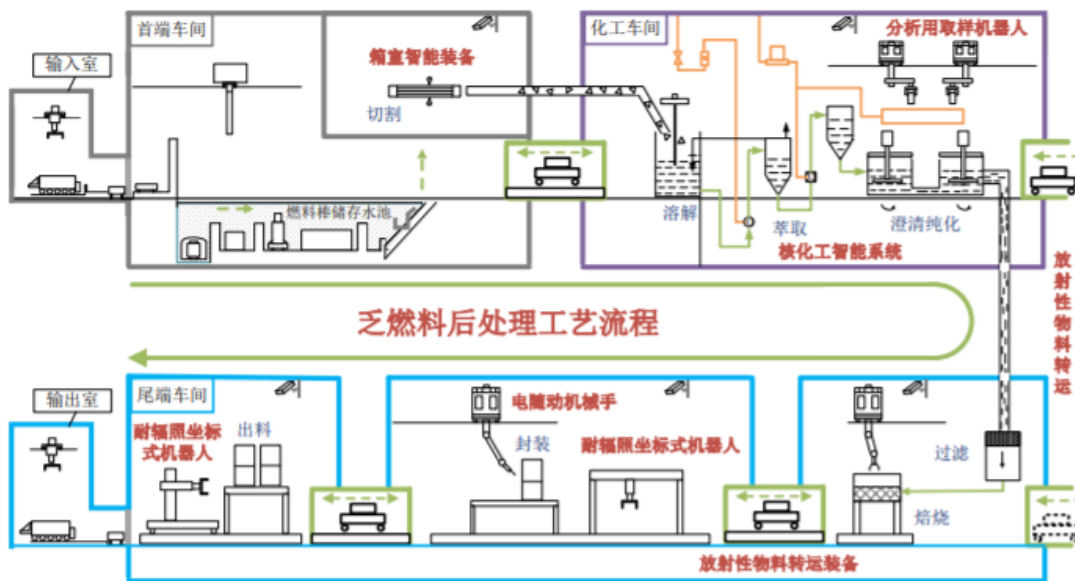 首端车间
化工车间
分析用取样机器人
输入室
箱室智能装备
切割
燃料棒储存水池
溶解
萃取
澄清纯化
核化工智能系统
放射性物料转运
乏燃料后处理工艺流程
输出室
尾端车间
耐辐照坐标
式机器人
出料
电随动机械手
封装
耐辐照坐标式机器人
过滤
焙烧
放射性物料转运装备